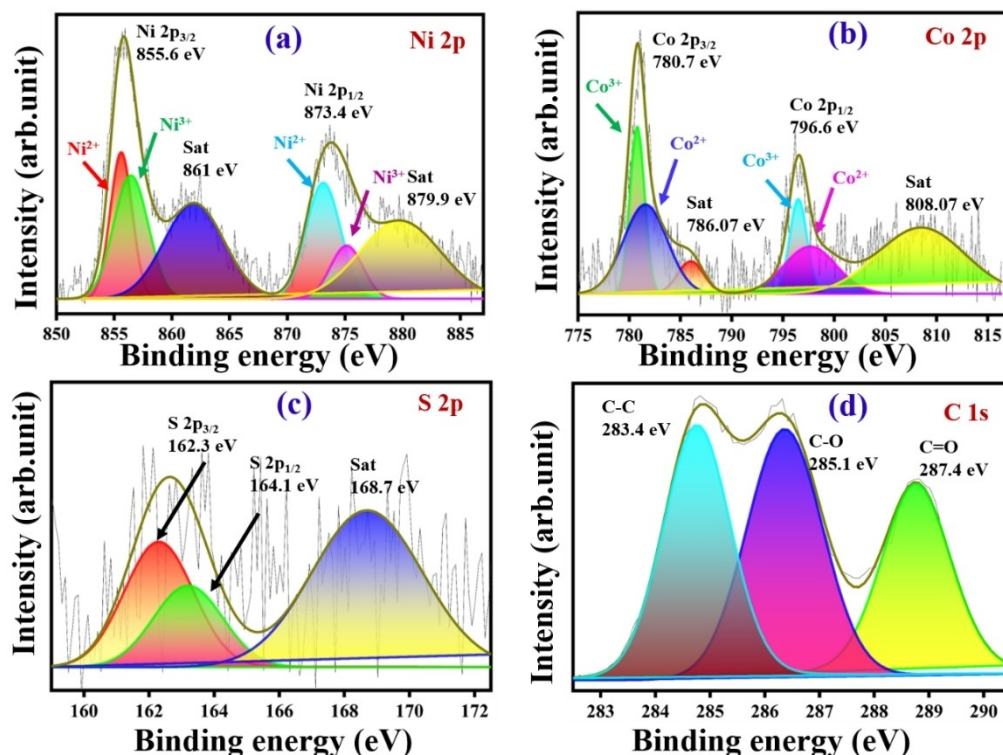 (a)
Ni 2p
Ni 2p3/2
855.6 eV
Ni 2p1/2
873.4 eV
Ni3+
Ni2+
Sat
861 eV
Ni2+
Ni3+
Sat
879.9 eV
Intensity (arb.unit)
850 855 860 865 870 875 880 885
Binding energy (eV)
(b)
Co 2p
Co 2p3/2
780.7 eV
Co3+
Co2+
Co 2p1/2
796.6 eV
Co3+
Co2+
Sat
786.07 eV
Sat
808.07 eV
Intensity (arb.unit)
775 780 785 790 795 800 805 810 815
Binding energy (eV)
(c)
S 2p
S 2p3/2
162.3 eV
S 2p1/2
164.1 eV
Sat
168.7 eV
Intensity (arb.unit)
160 162 164 166 168 170 172
Binding energy (eV)
(d)
C 1s
C-C
283.4 eV
C-O
285.1 eV
C=O
287.4 eV
Intensity (arb.unit)
283 284 285 286 287 288 289 290
Binding energy (eV)